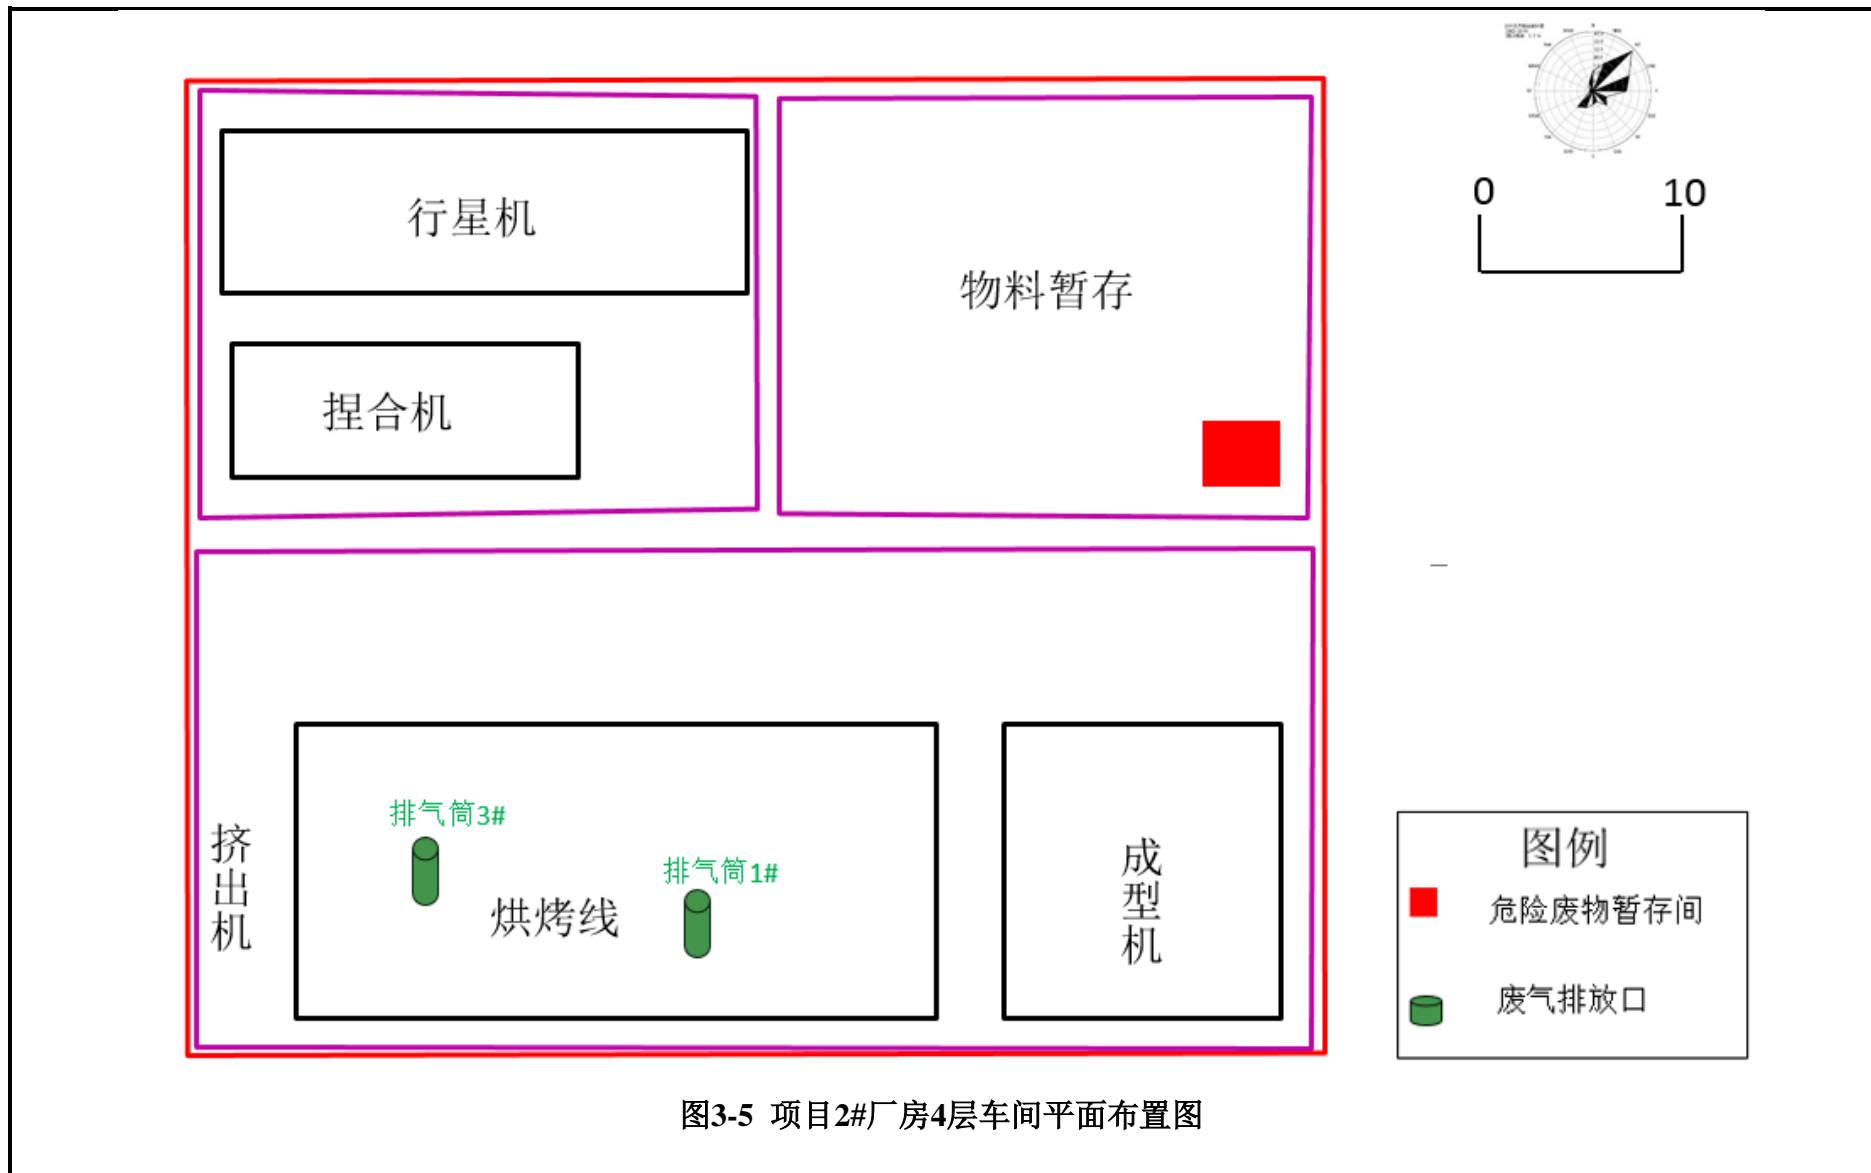 0
10
行星机
物料暂存
捏合机
排气筒3#
排气筒1#
挤出机
烘烤线
成型机
图例
危险废物暂存间
废气排放口
图3-5 项目2#厂房4层车间平面布置图